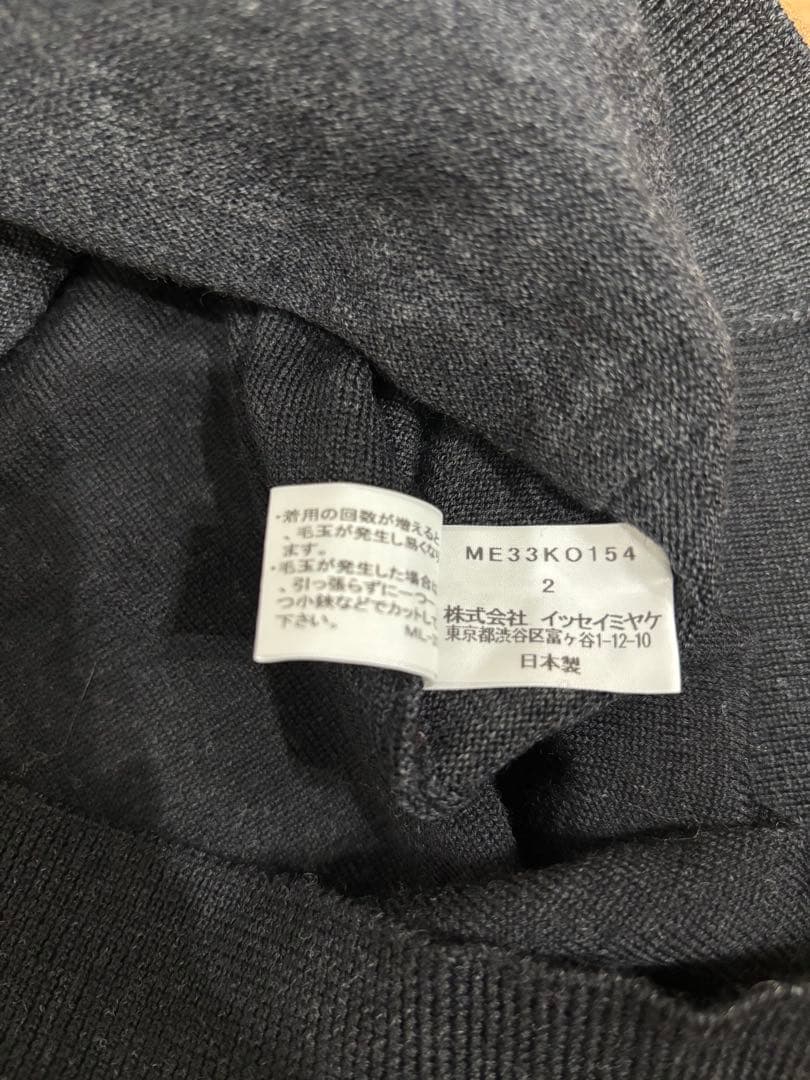 ・着用の回数が増えると
、毛玉が発生し易くなり
ます。
・毛玉が発生した場合に
、引っ張らずに一つ一
つ小鋏などでカットして
下さい。
ML-
ME33KO154
2
株式会社 イッセイミヤケ
東京都渋谷区富ヶ谷1-12-10
日本製